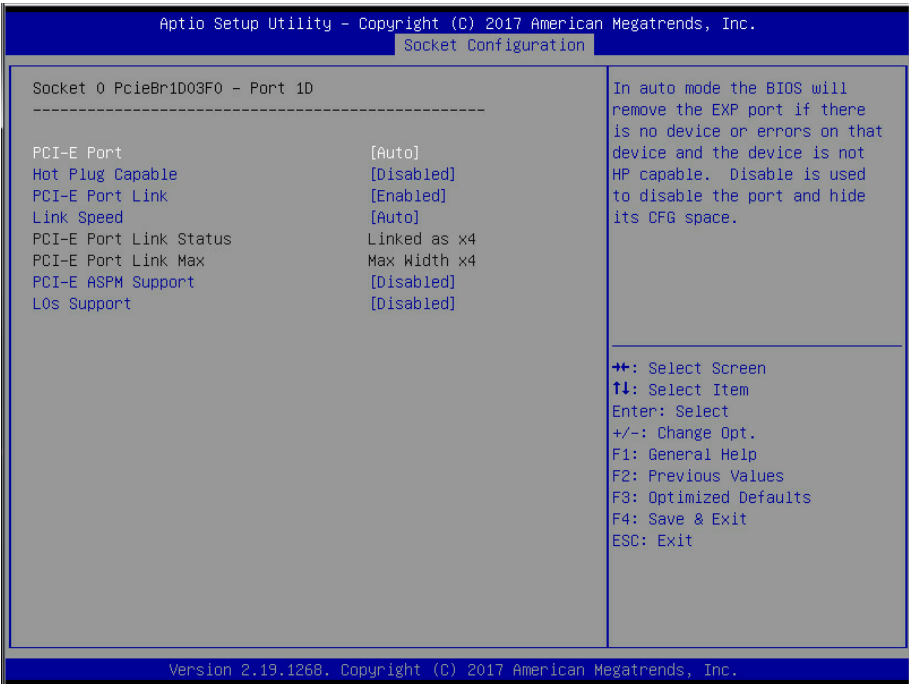 Aptio Setup Utility – Copyright (C) 2017 American Megatrends, Inc.
Socket Configuration
Socket 0 PcieBr1D03F0 – Port 1D
--------------------------------------------------
PCI-E Port [Auto]
Hot Plug Capable [Disabled]
PCI-E Port Link [Enabled]
Link Speed [Auto]
PCI-E Port Link Status Linked as x4
PCI-E Port Link Max Max Width x4
PCI-E ASPM Support [Disabled]
L0s Support [Disabled]
In auto mode the BIOS will
remove the EXP port if there
is no device or errors on that
device and the device is not
HP capable. Disable is used
to disable the port and hide
its CFG space.
→←: Select Screen
↑↓: Select Item
Enter: Select
+/-: Change Opt.
F1: General Help
F2: Previous Values
F3: Optimized Defaults
F4: Save & Exit
ESC: Exit
Version 2.19.1268. Copyright (C) 2017 American Megatrends, Inc.